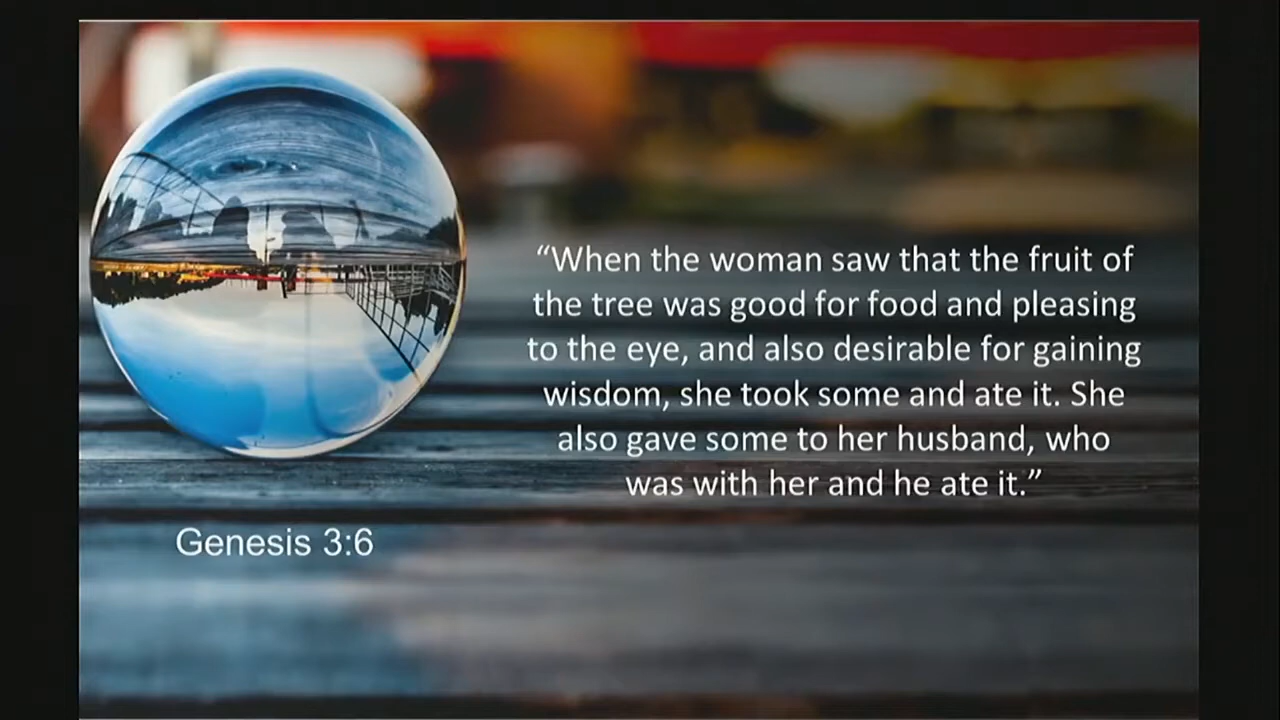 “When the woman saw that the fruit of
the tree was good for food and pleasing
to the eye, and also desirable for gaining
wisdom, she took some and ate it. She
also gave some to her husband, who
was with her and he ate it.”
Genesis 3:6